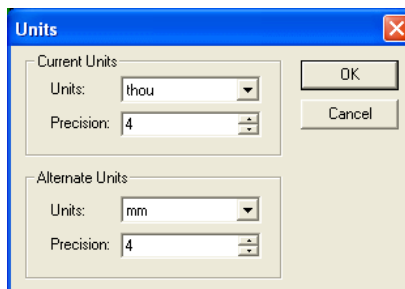 Units
Current Units
Units: thou
Precision: 4
OK
Cancel
Alternate Units
Units: mm
Precision: 4